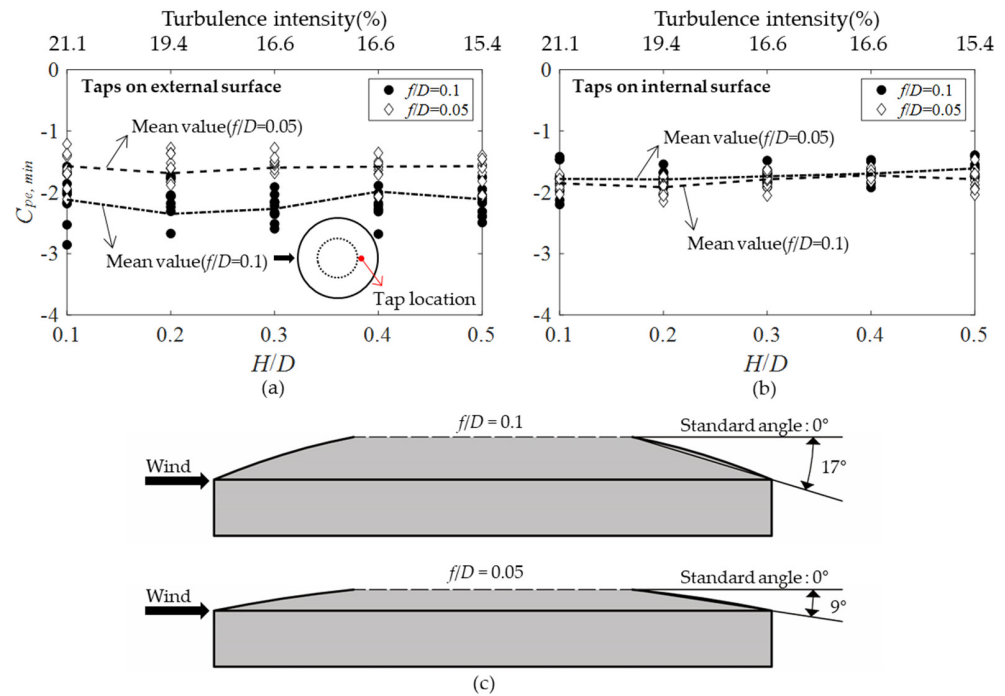 Turbulence intensity(%)
21.1 19.4 16.6 16.6 15.4
0
Taps on external surface
f/D=0.1
f/D=0.05
-1
Mean value(f/D=0.05)
Cpe, min
-2
Mean value(f/D=0.1)
-3
Tap location
-4
0.1 0.2 0.3 0.4 0.5
H/D
(a)
Turbulence intensity(%)
21.1 19.4 16.6 16.6 15.4
0
Taps on internal surface
f/D=0.1
f/D=0.05
-1
Mean value(f/D=0.05)
-2
Mean value(f/D=0.1)
-3
-4
0.1 0.2 0.3 0.4 0.5
H/D
(b)
f/D = 0.1
Standard angle : 0°
Wind
17°
f/D = 0.05
Standard angle : 0°
Wind
9°
(c)